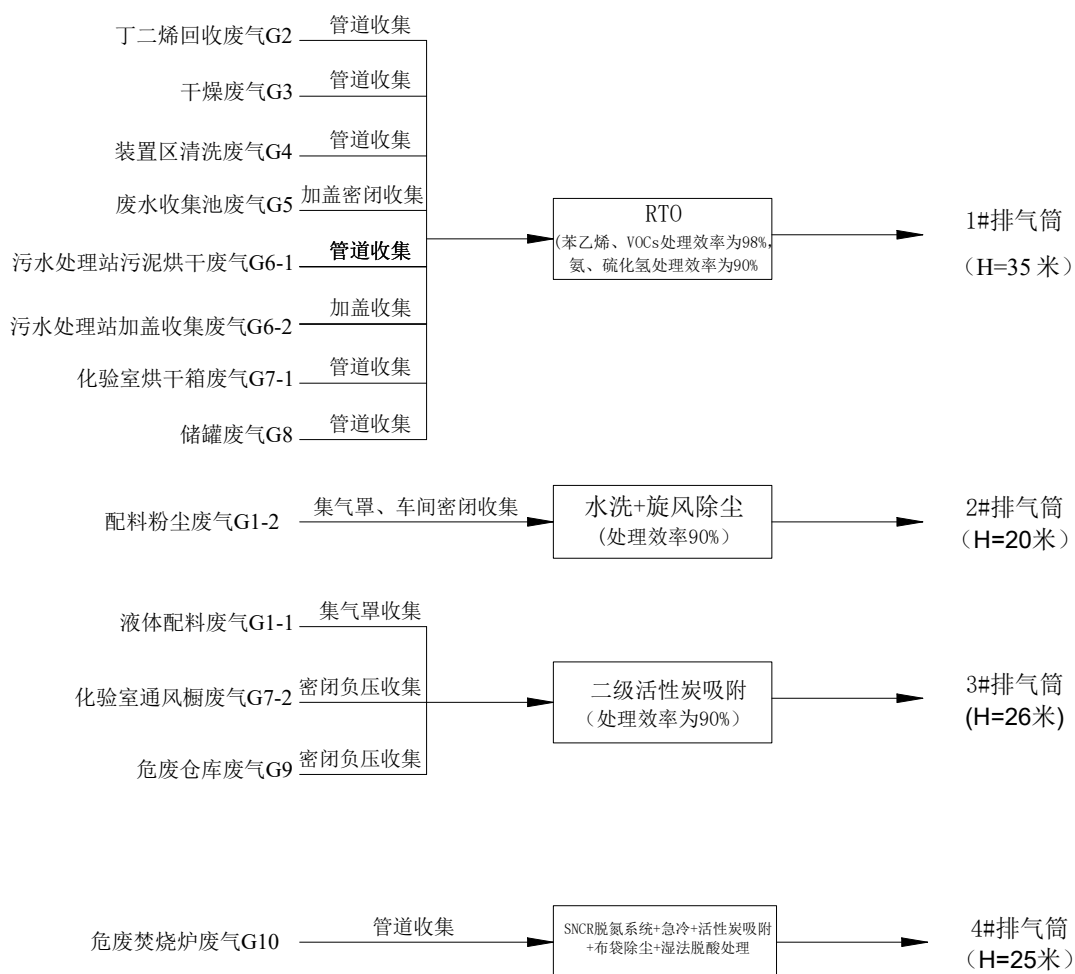 丁二烯回收废气G2
管道收集
干燥废气G3
管道收集
装置区清洗废气G4
管道收集
废水收集池废气G5
加盖密闭收集
污水处理站污泥烘干废气G6-1
管道收集
污水处理站加盖收集废气G6-2
加盖收集
化验室烘干箱废气G7-1
管道收集
储罐废气G8
管道收集
RTO
(苯乙烯、VOCs处理效率为98%，
氨、硫化氢处理效率为90%
1#排气筒
（H=35 米）
配料粉尘废气G1-2
集气罩、车间密闭收集
水洗+旋风除尘
(处理效率90%）
2#排气筒
（H=20米）
液体配料废气G1-1
集气罩收集
化验室通风橱废气G7-2
密闭负压收集
危废仓库废气G9
密闭负压收集
二级活性炭吸附
（处理效率为90%）
3#排气筒
(H=26米)
危废焚烧炉废气G10
管道收集
SNCR脱氮系统+急冷+活性炭吸附
+布袋除尘+湿法脱酸处理
4#排气筒
（H=25米）